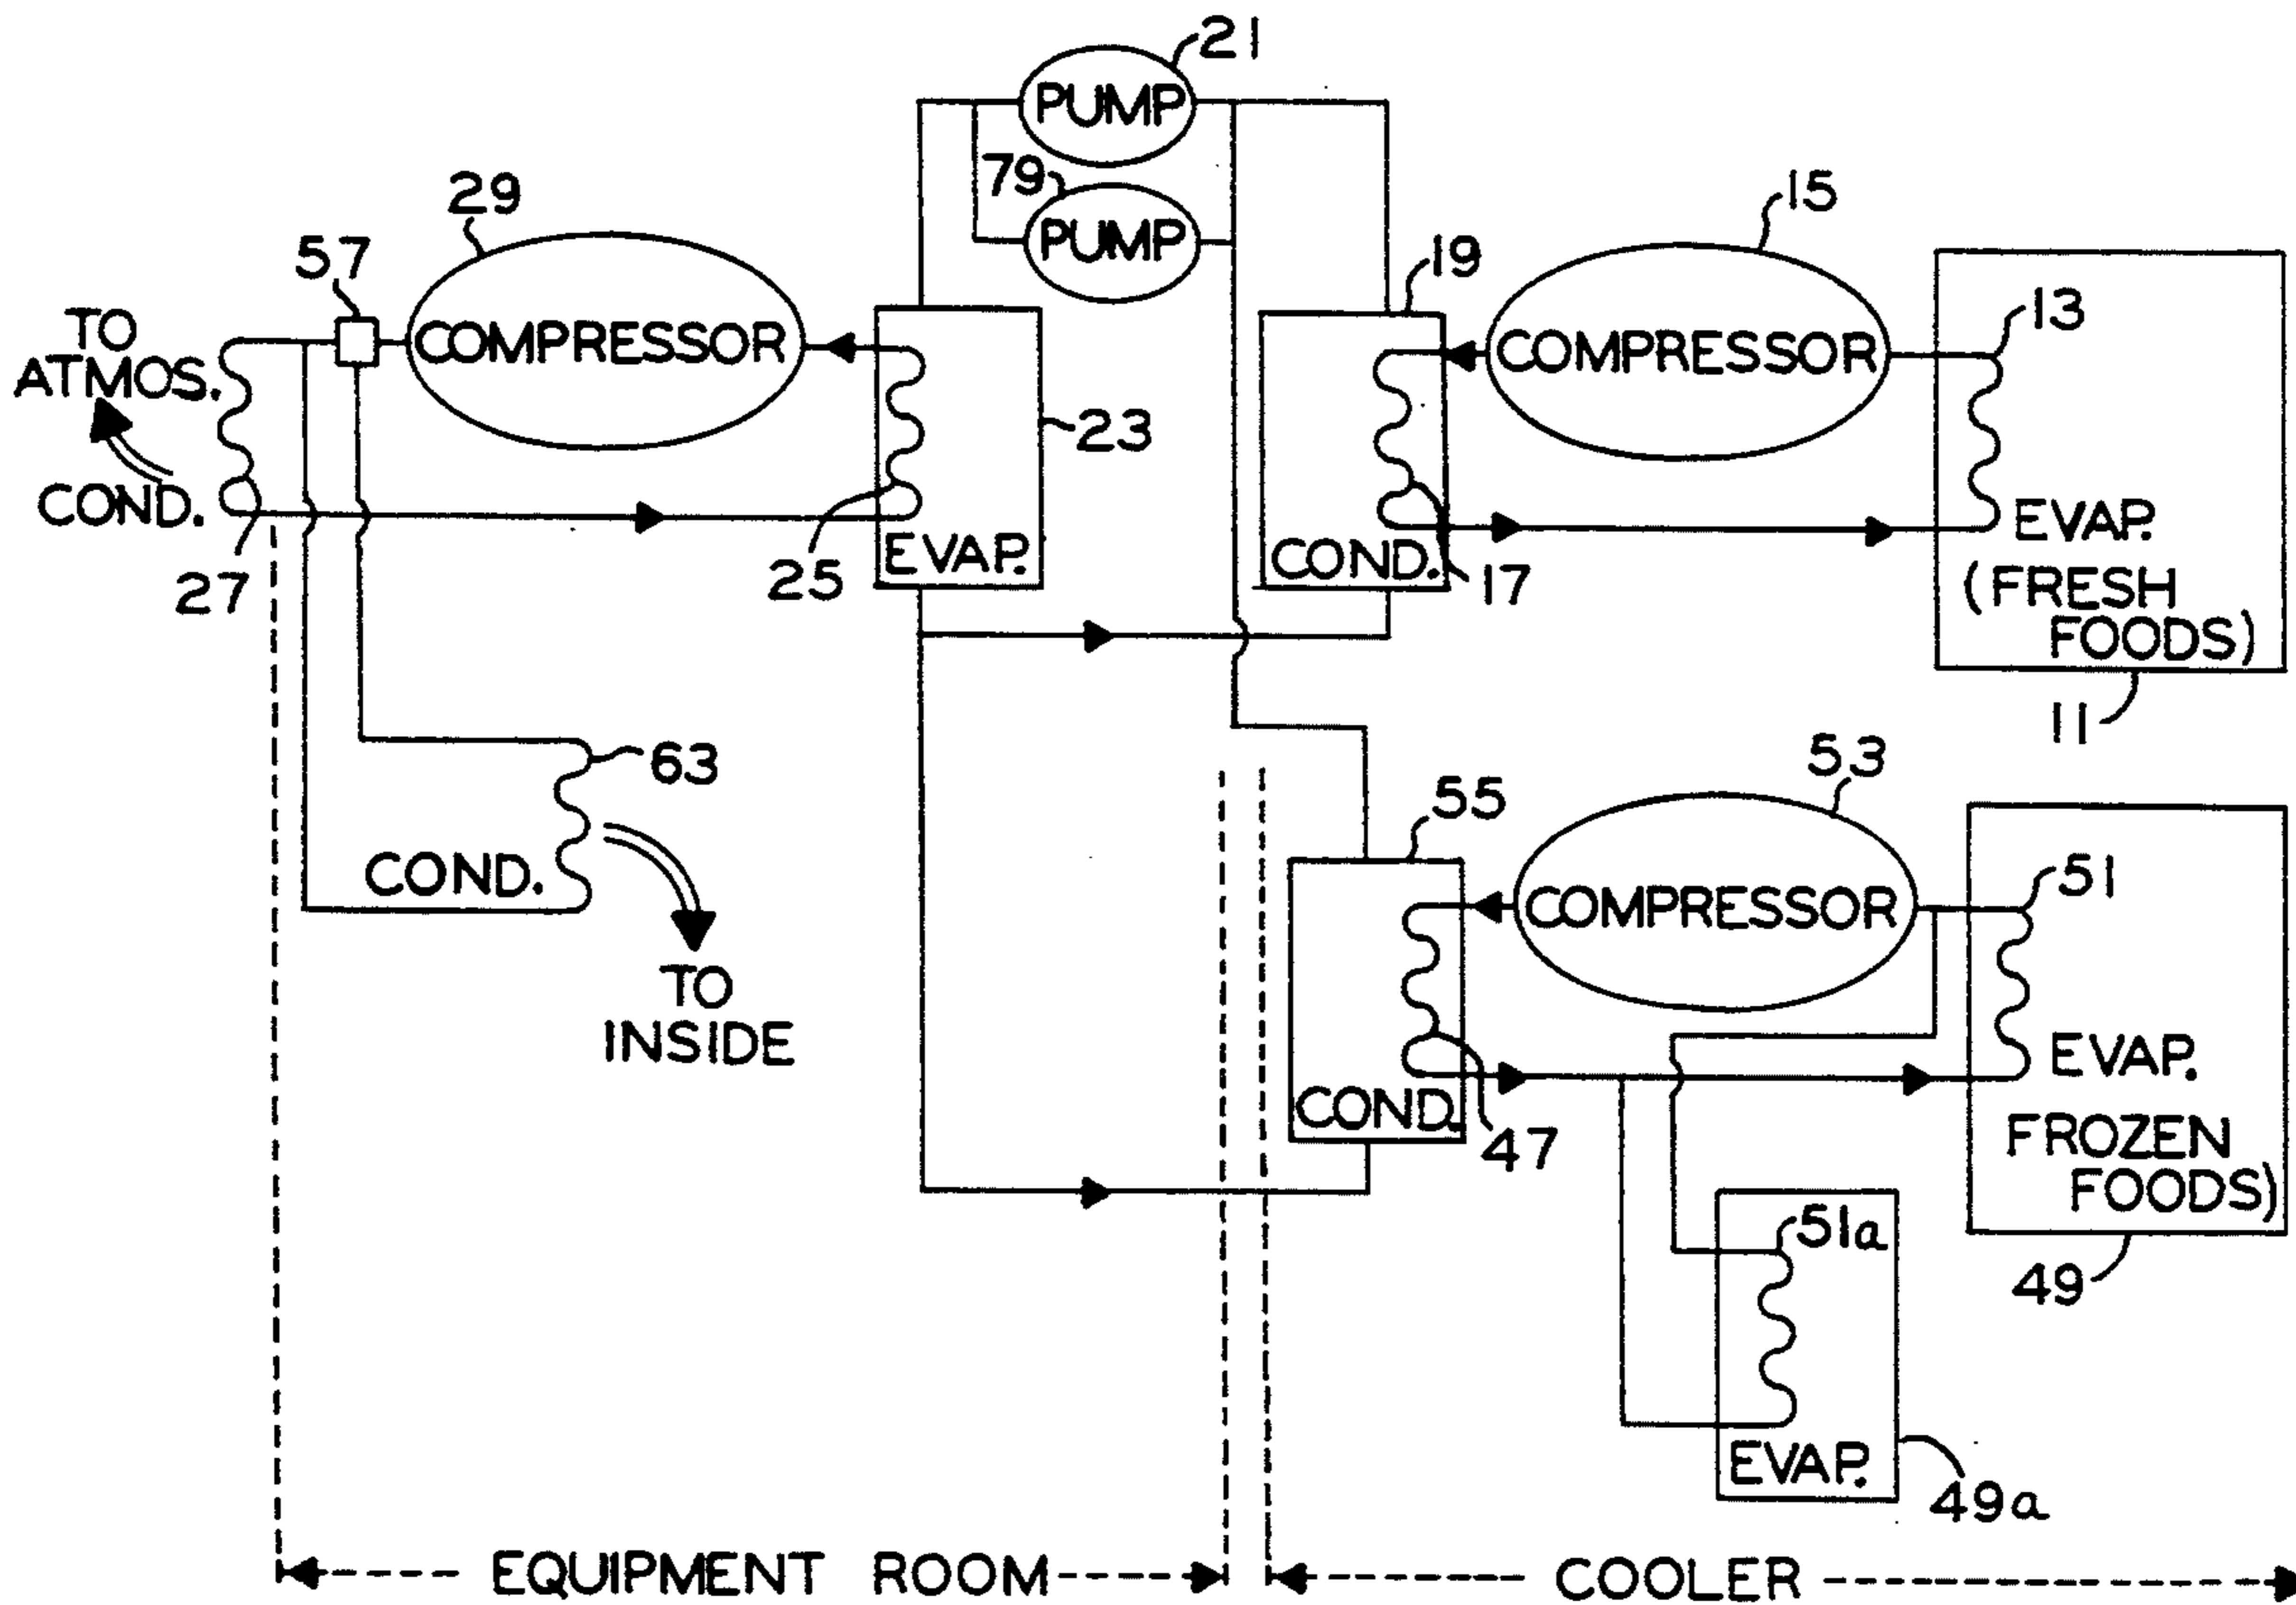 21
PUMP
79
PUMP
29
57
COMPRESSOR
TO
ATMOS.
COND.
27
25
EVAP.
23
19
15
COMPRESSOR
13
COND.
17
EVAP.
(FRESH
FOODS)
11
63
COND.
TO
INSIDE
55
53
COMPRESSOR
51
COND.
47
EVAP.
FROZEN
FOODS)
49
51a
EVAP.
49a
EQUIPMENT ROOM
COOLER